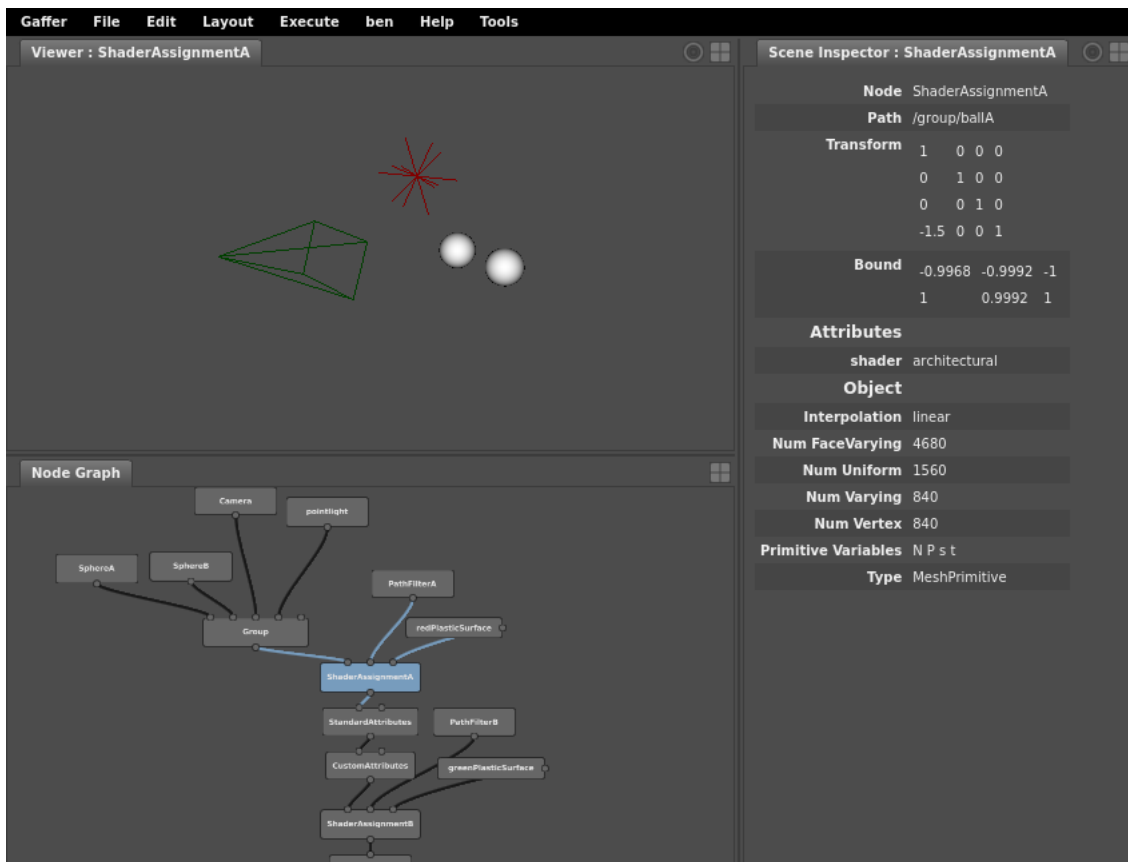 Gaffer File Edit Layout Execute ben Help Tools
Viewer : ShaderAssignmentA
Scene Inspector : ShaderAssignmentA
Node ShaderAssignmentA
Path /group/ballA
Transform 1 0 0 0
0 1 0 0
0 0 1 0
-1.5 0 0 1
Bound -0.9968 -0.9992 -1
1 0.9992 1
Attributes
shader architectural
Object
Interpolation linear
Num FaceVarying 4680
Num Uniform 1560
Num Varying 840
Num Vertex 840
Primitive Variables N P s t
Type MeshPrimitive
Node Graph
Camera
pointlight
SphereA
SphereB
PathFilterA
redPlasticSurface
Group
ShaderAssignmentA
StandardAttributes
PathFilterB
CustomAttributes
greenPlasticSurface
ShaderAssignmentB